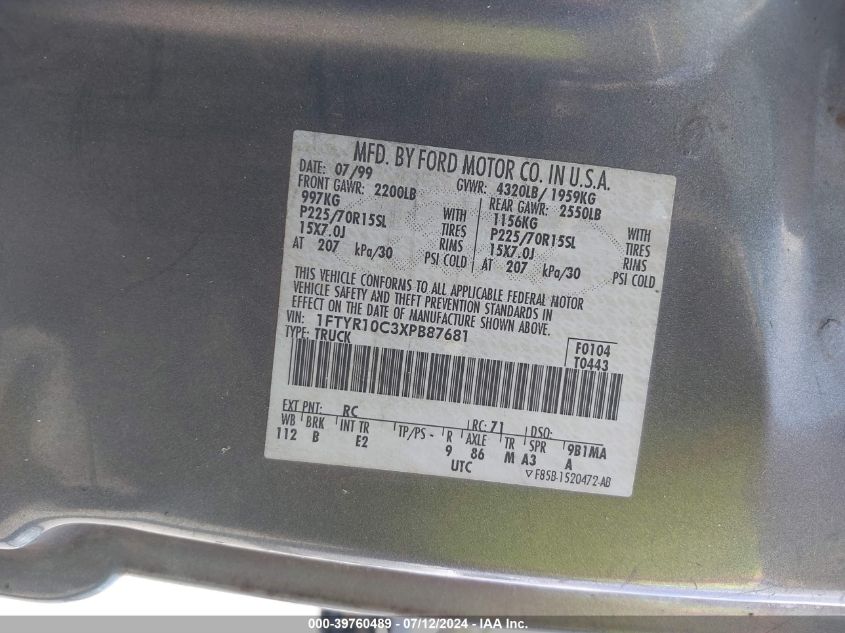 MFD. BY FORD MOTOR CO. IN U.S.A.
DATE: 07/99 GVWR: 4320LB/1959KG
FRONT GAWR: 2200LB REAR GAWR: 2550LB
997KG WITH 1156KG WITH
P225/70R15SL TIRES P225/70R15SL TIRES
15X7.0J RIMS 15X7.0J RIMS
AT 207 kPa/30 PSI COLD AT 207 kPa/30 PSI COLD
THIS VEHICLE CONFORMS TO ALL APPLICABLE FEDERAL MOTOR
VEHICLE SAFETY AND THEFT PREVENTION STANDARDS IN
EFFECT ON THE DATE OF MANUFACTURE SHOWN ABOVE.
VIN: 1FTYR10C3XPB87681
TYPE: TRUCK
F0104
T0443
EXT PNT: RC RC: 71 DSO:
WB BRK INT TR TP/PS - R AXLE TR SPR 9B1MA
112 B E2 9 86 M A3 A
UTC
▽ F85B-1520472-AB
000-39760489 - 07/12/2024 - IAA Inc.